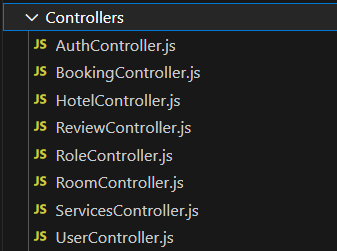 Controllers
JS AuthController.js
JS BookingController.js
JS HotelController.js
JS ReviewController.js
JS RoleController.js
JS RoomController.js
JS ServicesController.js
JS UserController.js